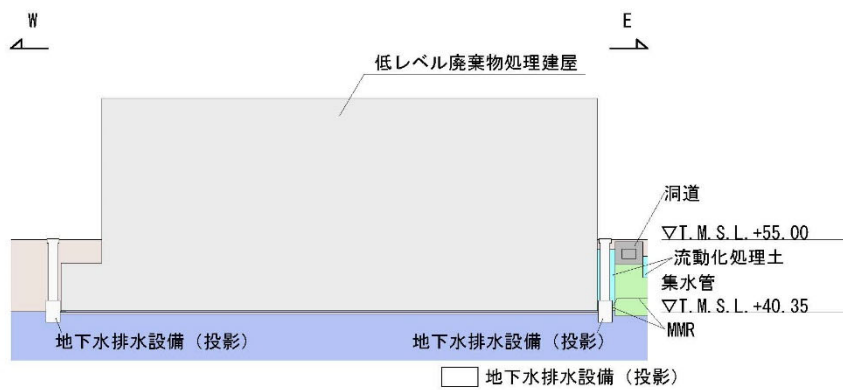 W
E
低レベル廃棄物処理建屋
洞道
▽T.M.S.L.+55.00
流動化処理土
集水管
▽T.M.S.L.+40.35
MMR
地下水排水設備（投影）
地下水排水設備（投影）
地下水排水設備（投影）